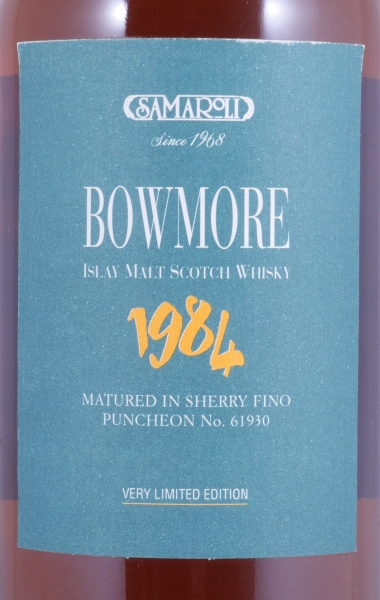 SAMAROLI
Since 1968
BOWMORE
ISLAY MALT SCOTCH WHISKY
1984
MATURED IN SHERRY FINO
PUNCHEON No. 61930
VERY LIMITED EDITION